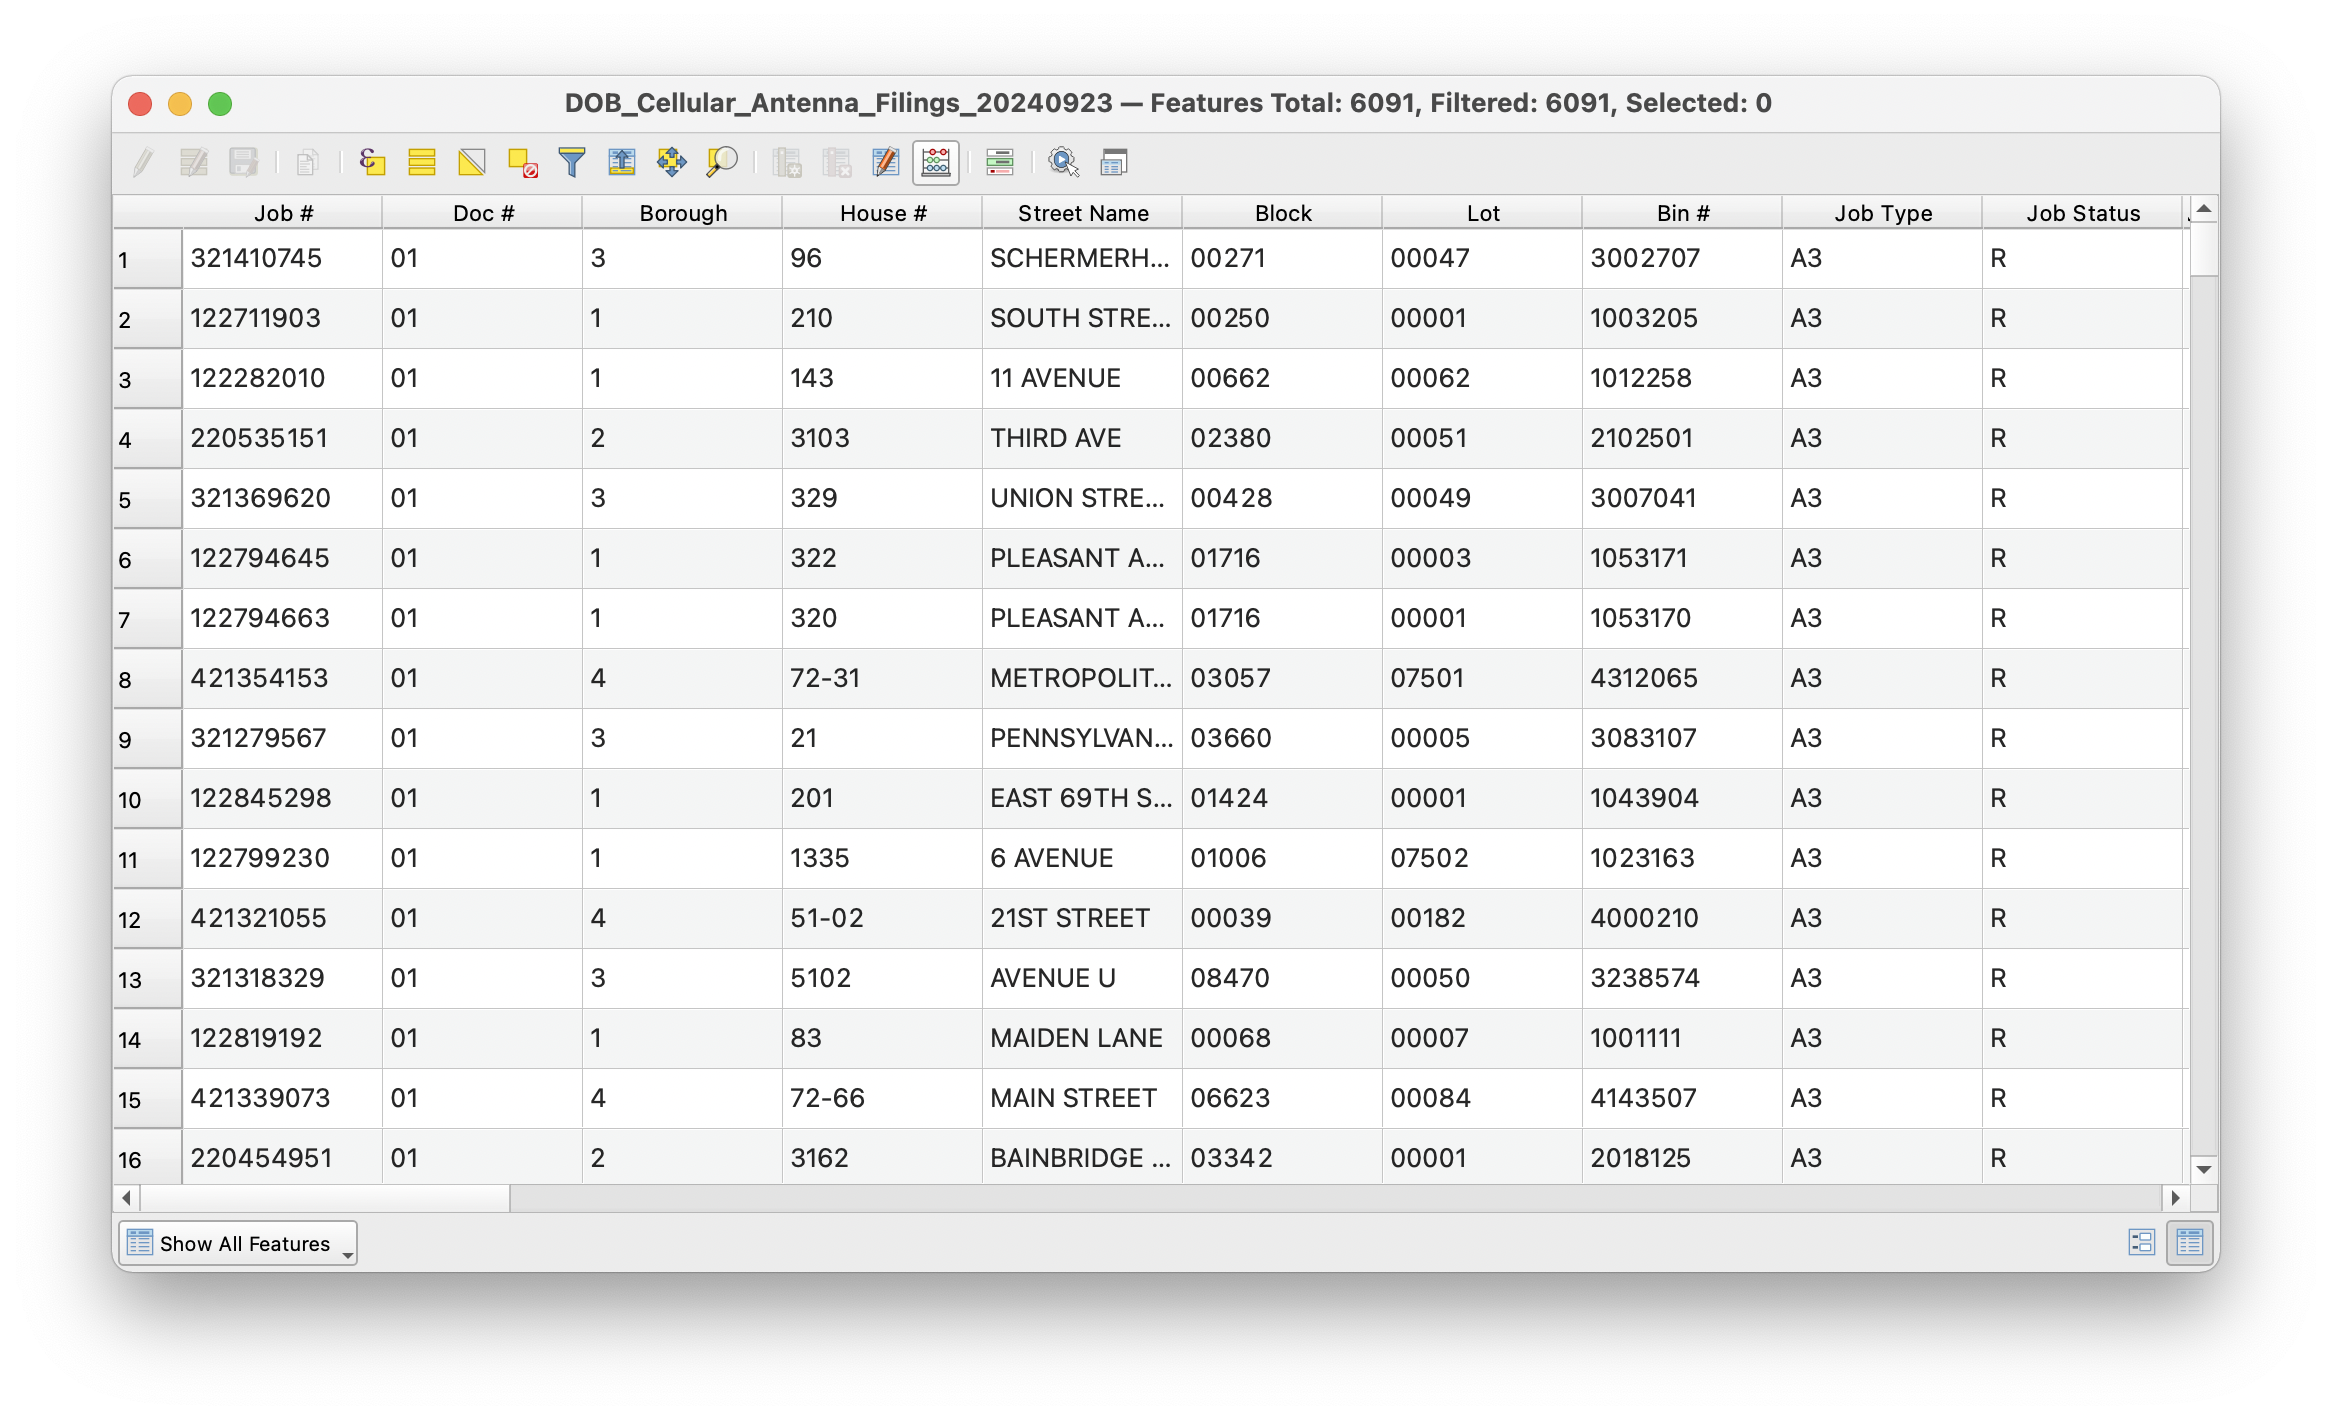 DOB_Cellular_Antenna_Filings_20240923 — Features Total: 6091, Filtered: 6091, Selected: 0
Job # Doc # Borough House # Street Name Block Lot Bin # Job Type Job Status
1 321410745 01 3 96 SCHERMERH... 00271 00047 3002707 A3 R
2 122711903 01 1 210 SOUTH STRE... 00250 00001 1003205 A3 R
3 122282010 01 1 143 11 AVENUE 00662 00062 1012258 A3 R
4 220535151 01 2 3103 THIRD AVE 02380 00051 2102501 A3 R
5 321369620 01 3 329 UNION STRE... 00428 00049 3007041 A3 R
6 122794645 01 1 322 PLEASANT A... 01716 00003 1053171 A3 R
7 122794663 01 1 320 PLEASANT A... 01716 00001 1053170 A3 R
8 421354153 01 4 72-31 METROPOLIT... 03057 07501 4312065 A3 R
9 321279567 01 3 21 PENNSYLVAN... 03660 00005 3083107 A3 R
10 122845298 01 1 201 EAST 69TH S... 01424 00001 1043904 A3 R
11 122799230 01 1 1335 6 AVENUE 01006 07502 1023163 A3 R
12 421321055 01 4 51-02 21ST STREET 00039 00182 4000210 A3 R
13 321318329 01 3 5102 AVENUE U 08470 00050 3238574 A3 R
14 122819192 01 1 83 MAIDEN LANE 00068 00007 1001111 A3 R
15 421339073 01 4 72-66 MAIN STREET 06623 00084 4143507 A3 R
16 220454951 01 2 3162 BAINBRIDGE ... 03342 00001 2018125 A3 R
Show All Features